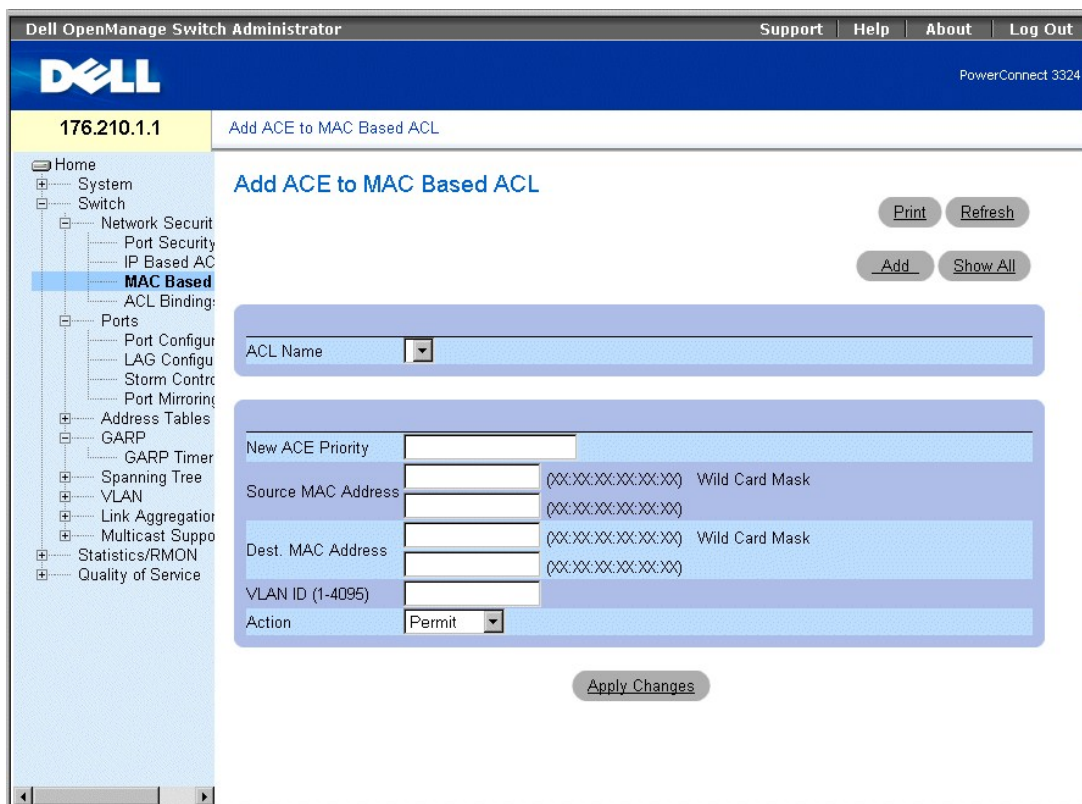 Dell OpenManage Switch Administrator Support Help About Log Out
DELL
PowerConnect 3324
176.210.1.1
Add ACE to MAC Based ACL
Home
System
Switch
Network Securit
Port Security
IP Based AC
MAC Based
ACL Binding
Ports
Port Configur
LAG Configu
Storm Contro
Port Mirroring
Address Tables
GARP
GARP Timer
Spanning Tree
VLAN
Link Aggregation
Multicast Suppo
Statistics/RMON
Quality of Service
Add ACE to MAC Based ACL
Print Refresh
Add Show All
ACL Name
New ACE Priority
Source MAC Address (XX:XX:XX:XX:XX:XX) Wild Card Mask
(XX:XX:XX:XX:XX:XX)
Dest. MAC Address (XX:XX:XX:XX:XX:XX) Wild Card Mask
(XX:XX:XX:XX:XX:XX)
VLAN ID (1-4095)
Action Permit
Apply Changes